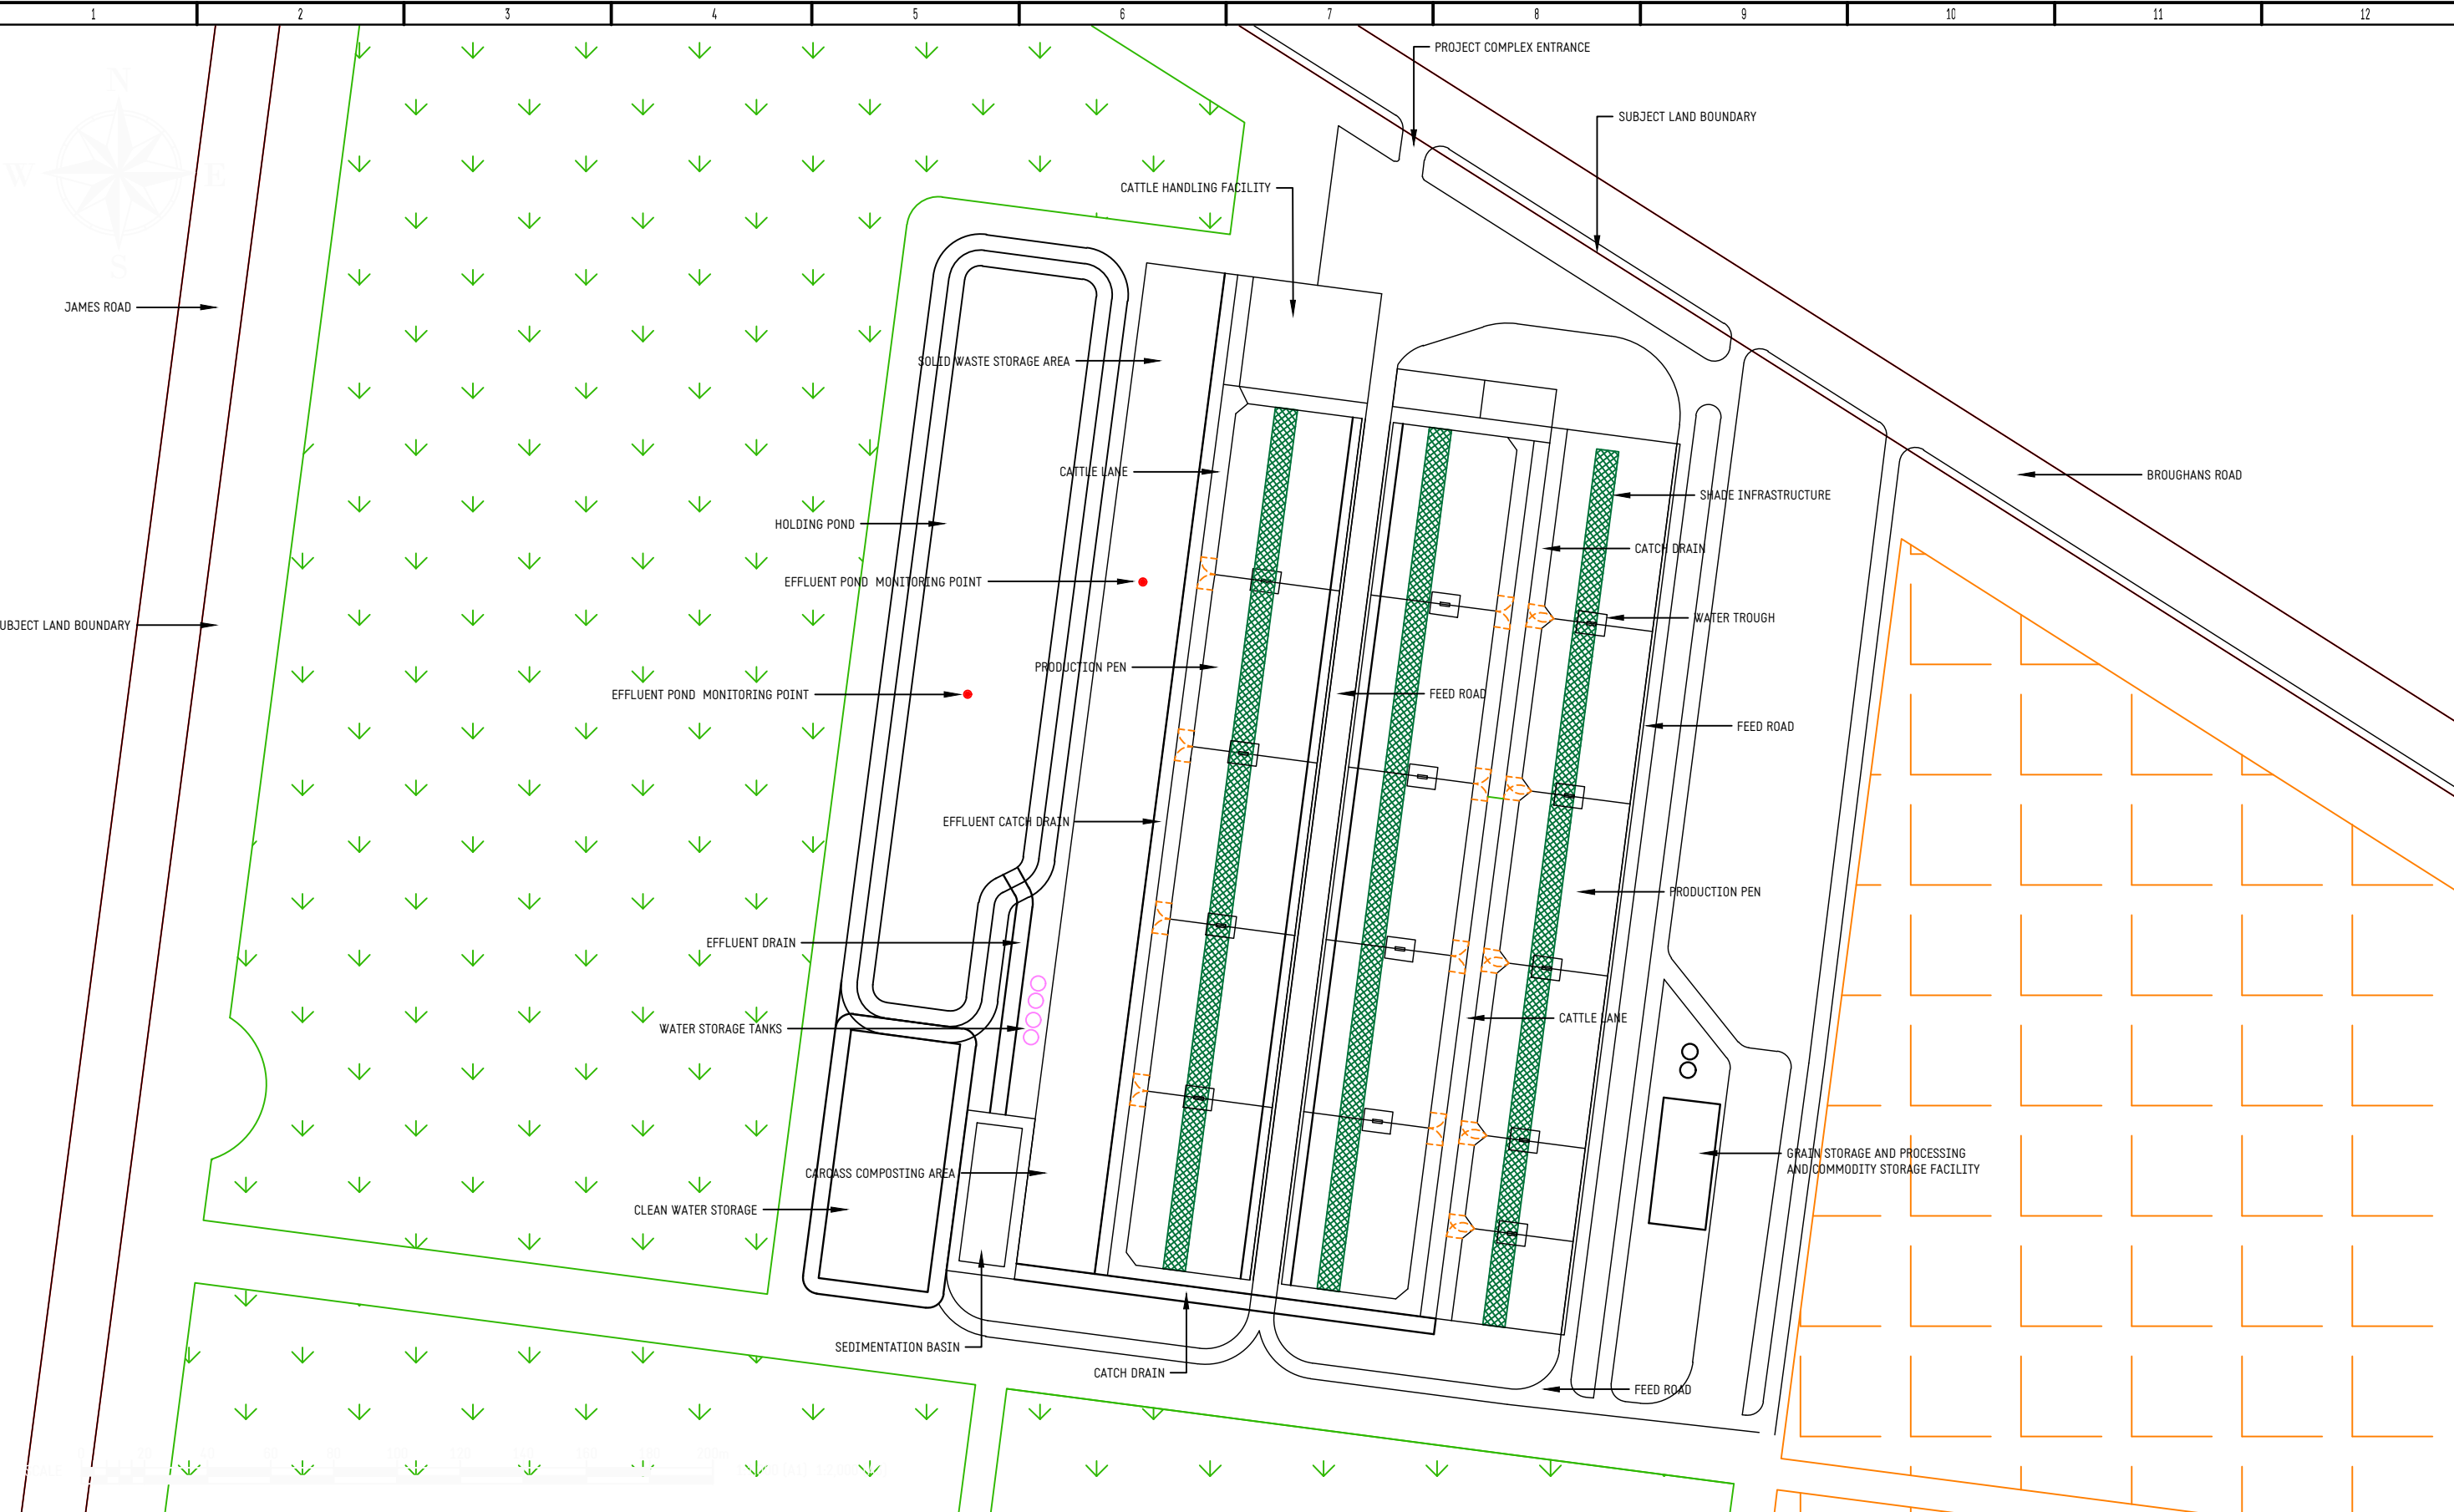 1 2 3 4 5 6 7 8 9 10 11 12
PROJECT COMPLEX ENTRANCE
N
SUBJECT LAND BOUNDARY
W E
CATTLE HANDLING FACILITY
S
JAMES ROAD
SOLID WASTE STORAGE AREA
CATTLE LANE
BROUGHANS ROAD
SHADE INFRASTRUCTURE
HOLDING POND
CATCH DRAIN
EFFLUENT POND MONITORING POINT
WATER TROUGH
UBJECT LAND BOUNDARY
PRODUCTION PEN
EFFLUENT POND MONITORING POINT
FEED ROAD
FEED ROAD
EFFLUENT CATCH DRAIN
PRODUCTION PEN
EFFLUENT DRAIN
CATTLE LANE
WATER STORAGE TANKS
GRAIN STORAGE AND PROCESSING
AND COMMODITY STORAGE FACILITY
CARCASS COMPOSTING AREA
CLEAN WATER STORAGE
SEDIMENTATION BASIN
CATCH DRAIN
FEED ROAD